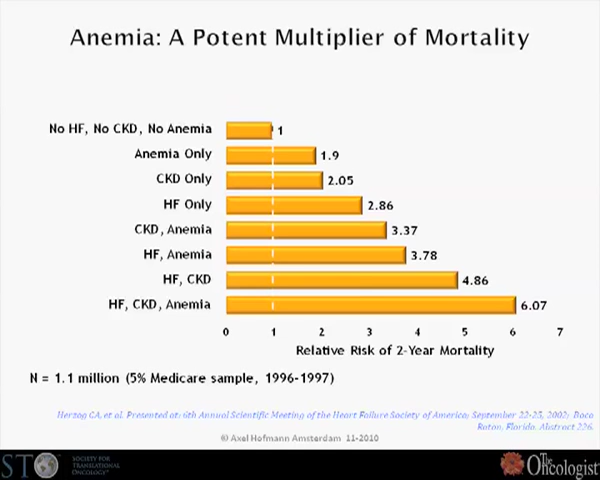 Anemia: A Potent Multiplier of Mortality
No HF, No CKD, No Anemia 1
Anemia Only 1.9
CKD Only 2.05
HF Only 2.86
CKD, Anemia 3.37
HF, Anemia 3.78
HF, CKD 4.86
HF, CKD, Anemia 6.07
0 1 2 3 4 5 6 7
Relative Risk of 2-Year Mortality
N = 1.1 million (5% Medicare sample, 1996-1997)
Herzog CA, et al. Presented at: 6th Annual Scientific Meeting of the Heart Failure Society of America; September 22-25, 2002; Boca
Raton, Florida. Abstract 226.
© Axel Hofmann Amsterdam 11-2010
STO SOCIETY FOR
TRANSLATIONAL
ONCOLOGY
The
Oncologist